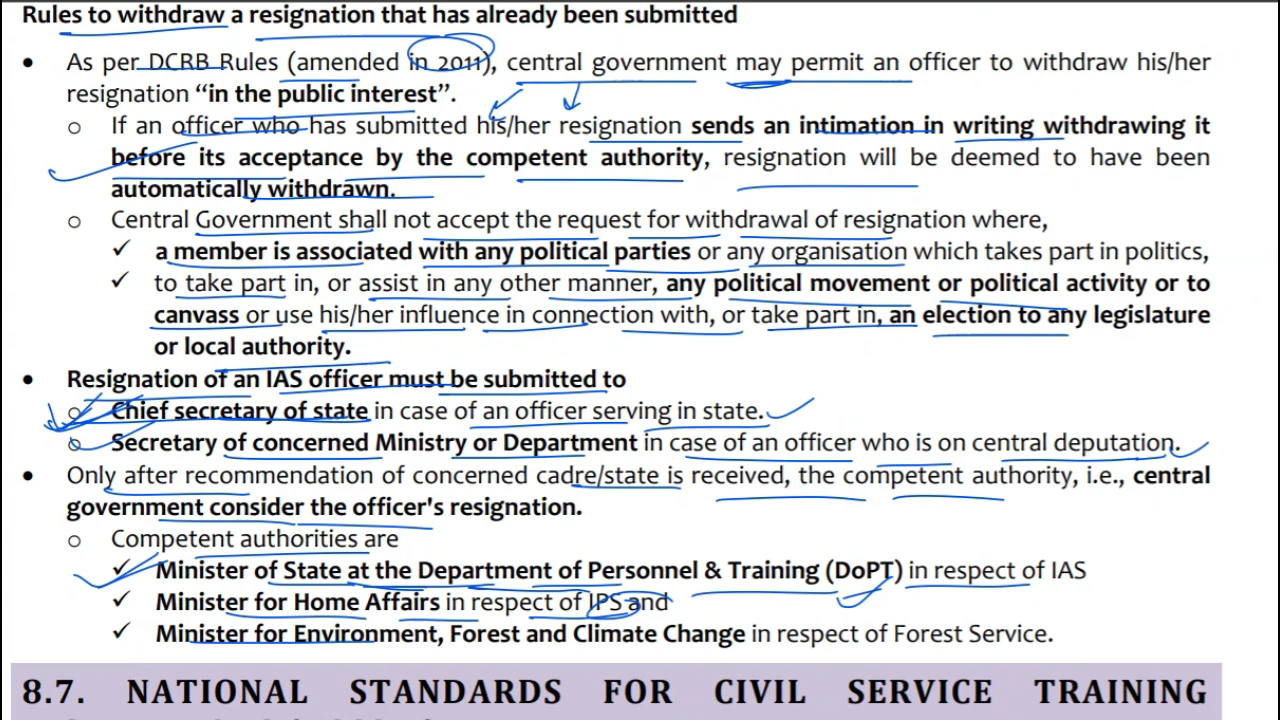 Rules to withdraw a resignation that has already been submitted
• As per DCRB Rules (amended in 2011), central government may permit an officer to withdraw his/her
resignation “in the public interest”.
o If an officer who has submitted his/her resignation sends an intimation in writing withdrawing it
before its acceptance by the competent authority, resignation will be deemed to have been
automatically withdrawn.
o Central Government shall not accept the request for withdrawal of resignation where,
✓ a member is associated with any political parties or any organisation which takes part in politics,
✓ to take part in, or assist in any other manner, any political movement or political activity or to
canvass or use his/her influence in connection with, or take part in, an election to any legislature
or local authority.
• Resignation of an IAS officer must be submitted to
o Chief secretary of state in case of an officer serving in state.
o Secretary of concerned Ministry or Department in case of an officer who is on central deputation.
• Only after recommendation of concerned cadre/state is received, the competent authority, i.e., central
government consider the officer's resignation.
o Competent authorities are
✓ Minister of State at the Department of Personnel & Training (DoPT) in respect of IAS
✓ Minister for Home Affairs in respect of IPS and
✓ Minister for Environment, Forest and Climate Change in respect of Forest Service.
8.7. NATIONAL STANDARDS FOR CIVIL SERVICE TRAINING